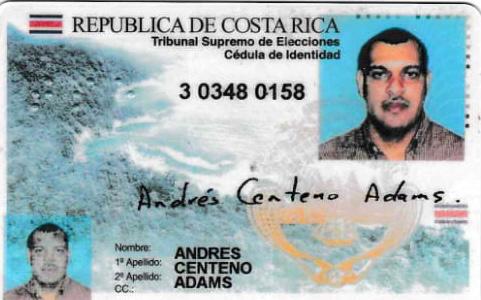 REPUBLICA DE COSTA RICA
Tribunal Supremo de Elecciones
Cédula de Identidad
3 0348 0158
Andrés Centeno Adams.
Nombre: ANDRES
1º Apellido: CENTENO
2º Apellido: ADAMS
CC.: